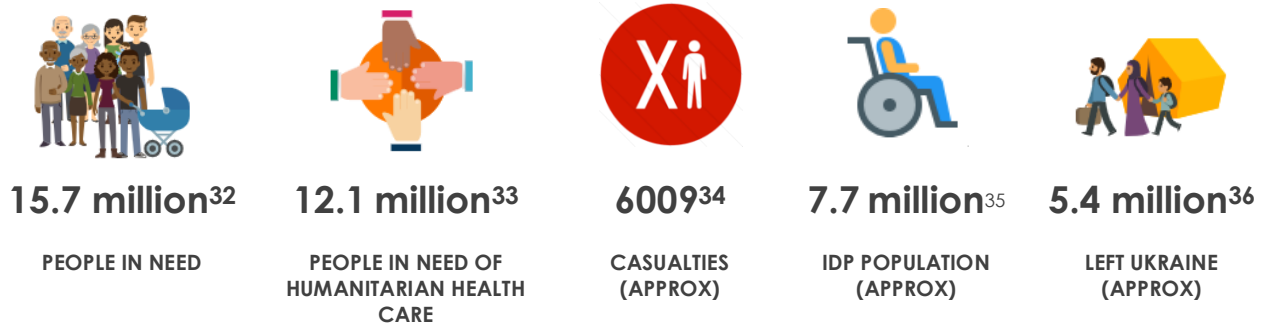 X
15.7 million32
12.1 million33
600934
7.7 million35
5.4 million36
PEOPLE IN NEED
PEOPLE IN NEED OF
HUMANITARIAN HEALTH
CARE
CASUALTIES
(APPROX)
IDP POPULATION
(APPROX)
LEFT UKRAINE
(APPROX)